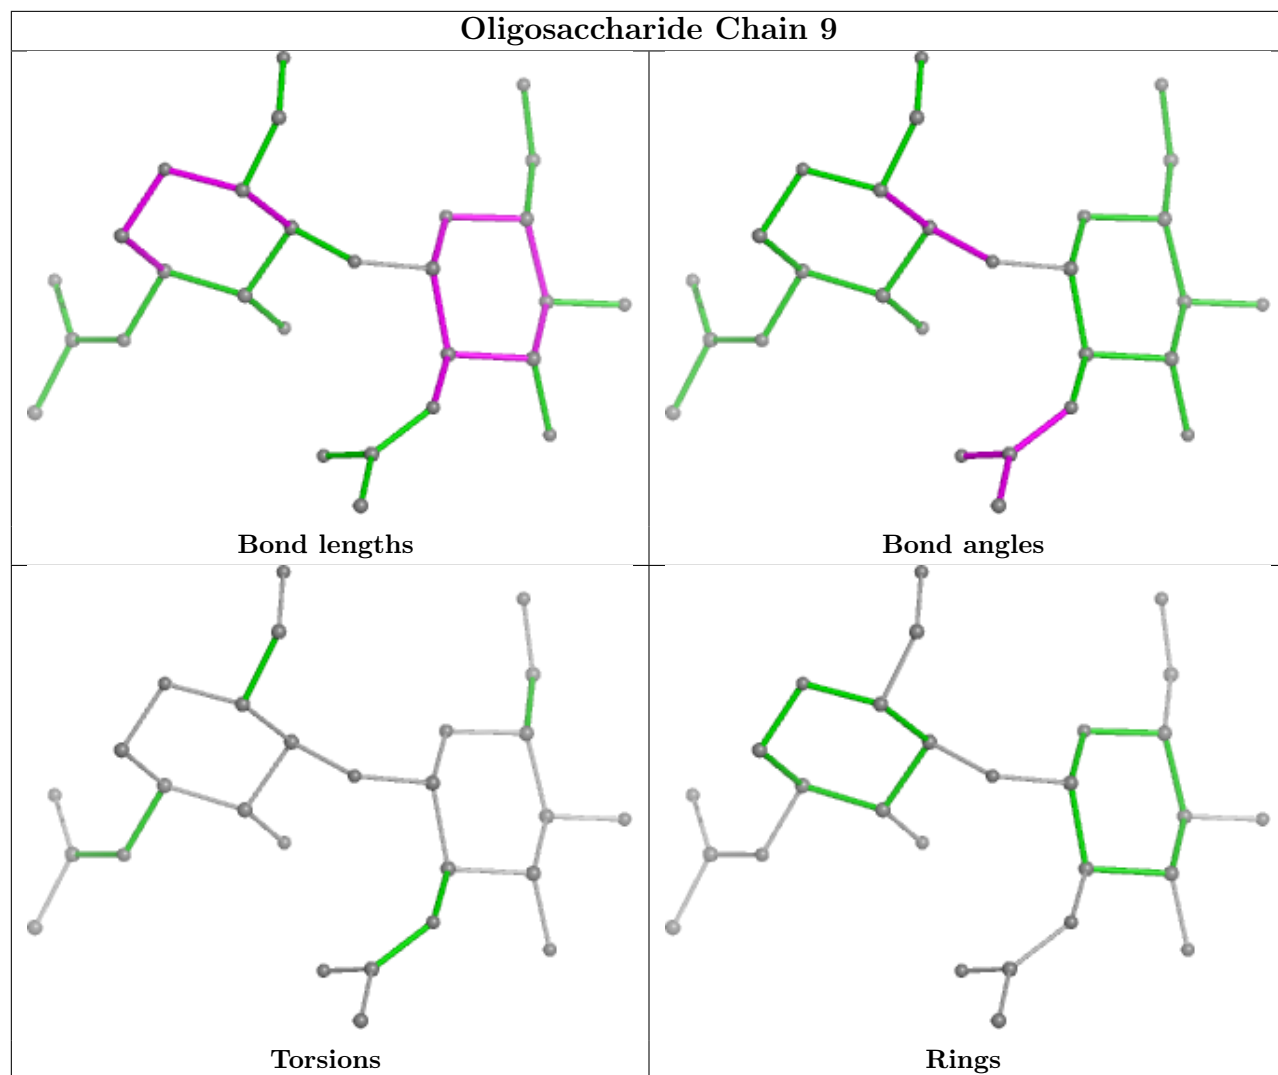 Oligosaccharide Chain 9
Bond lengths
Bond angles
Torsions
Rings